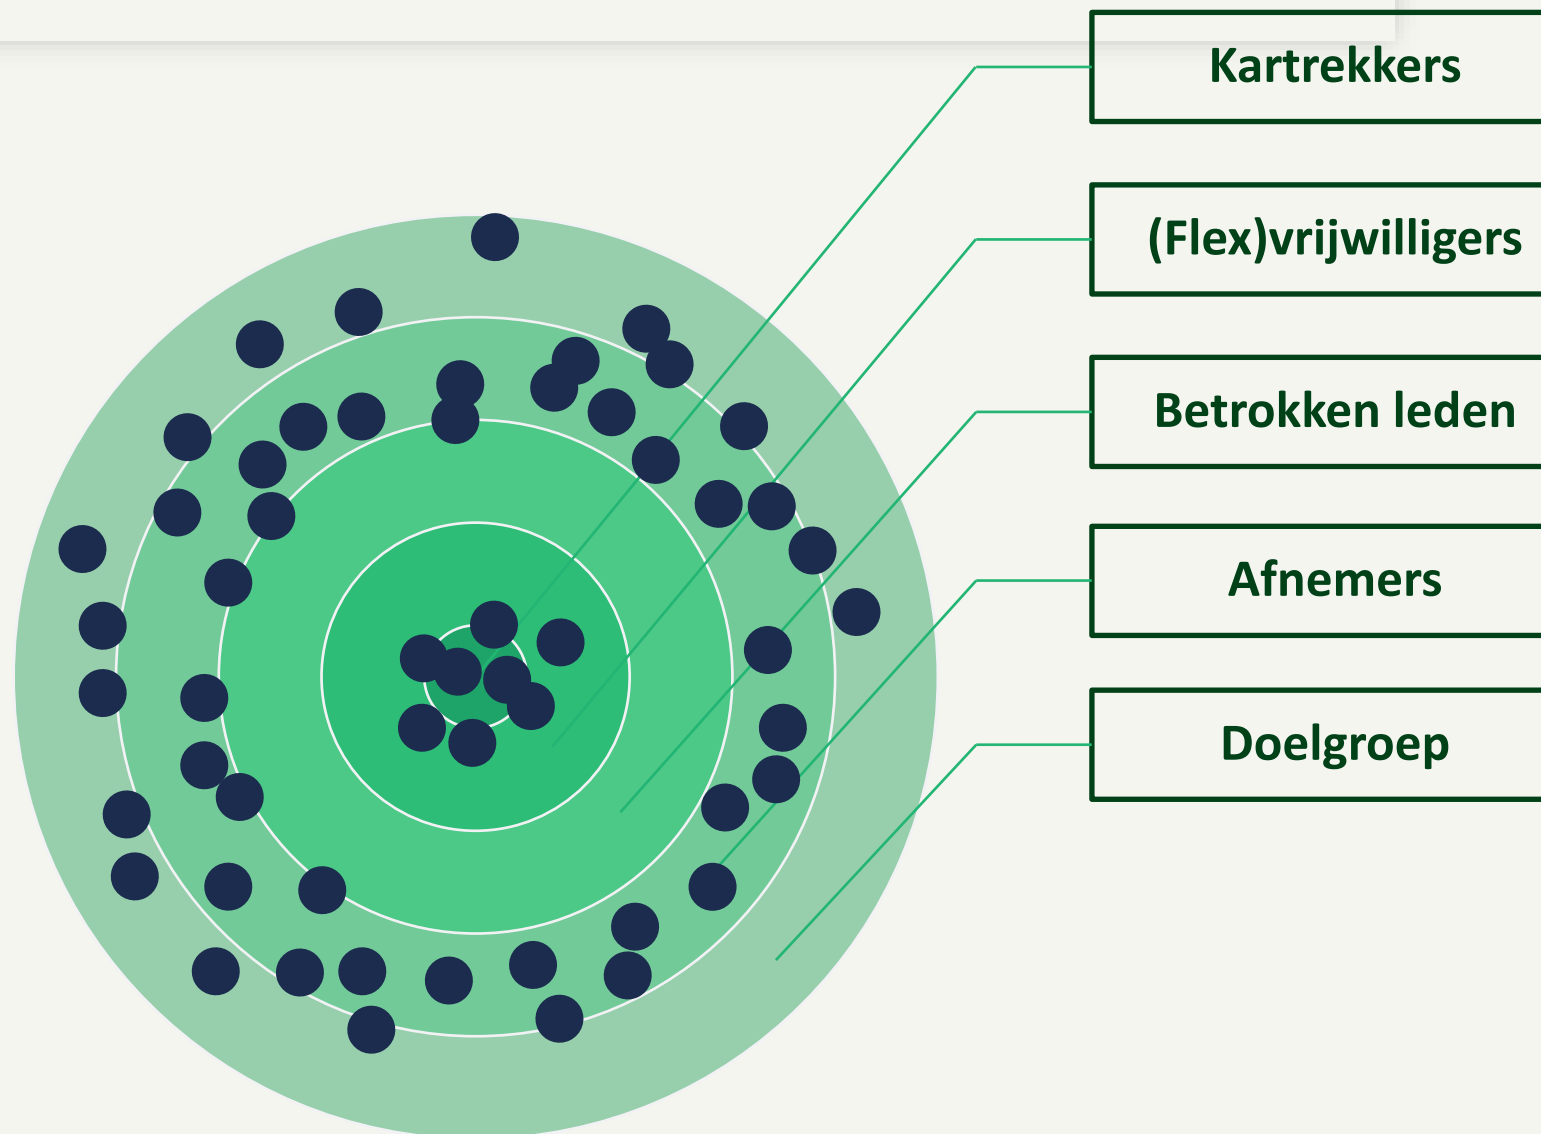 Kartrekkers
(Flex)vrijwilligers
Betrokken leden
Afnemers
Doelgroep